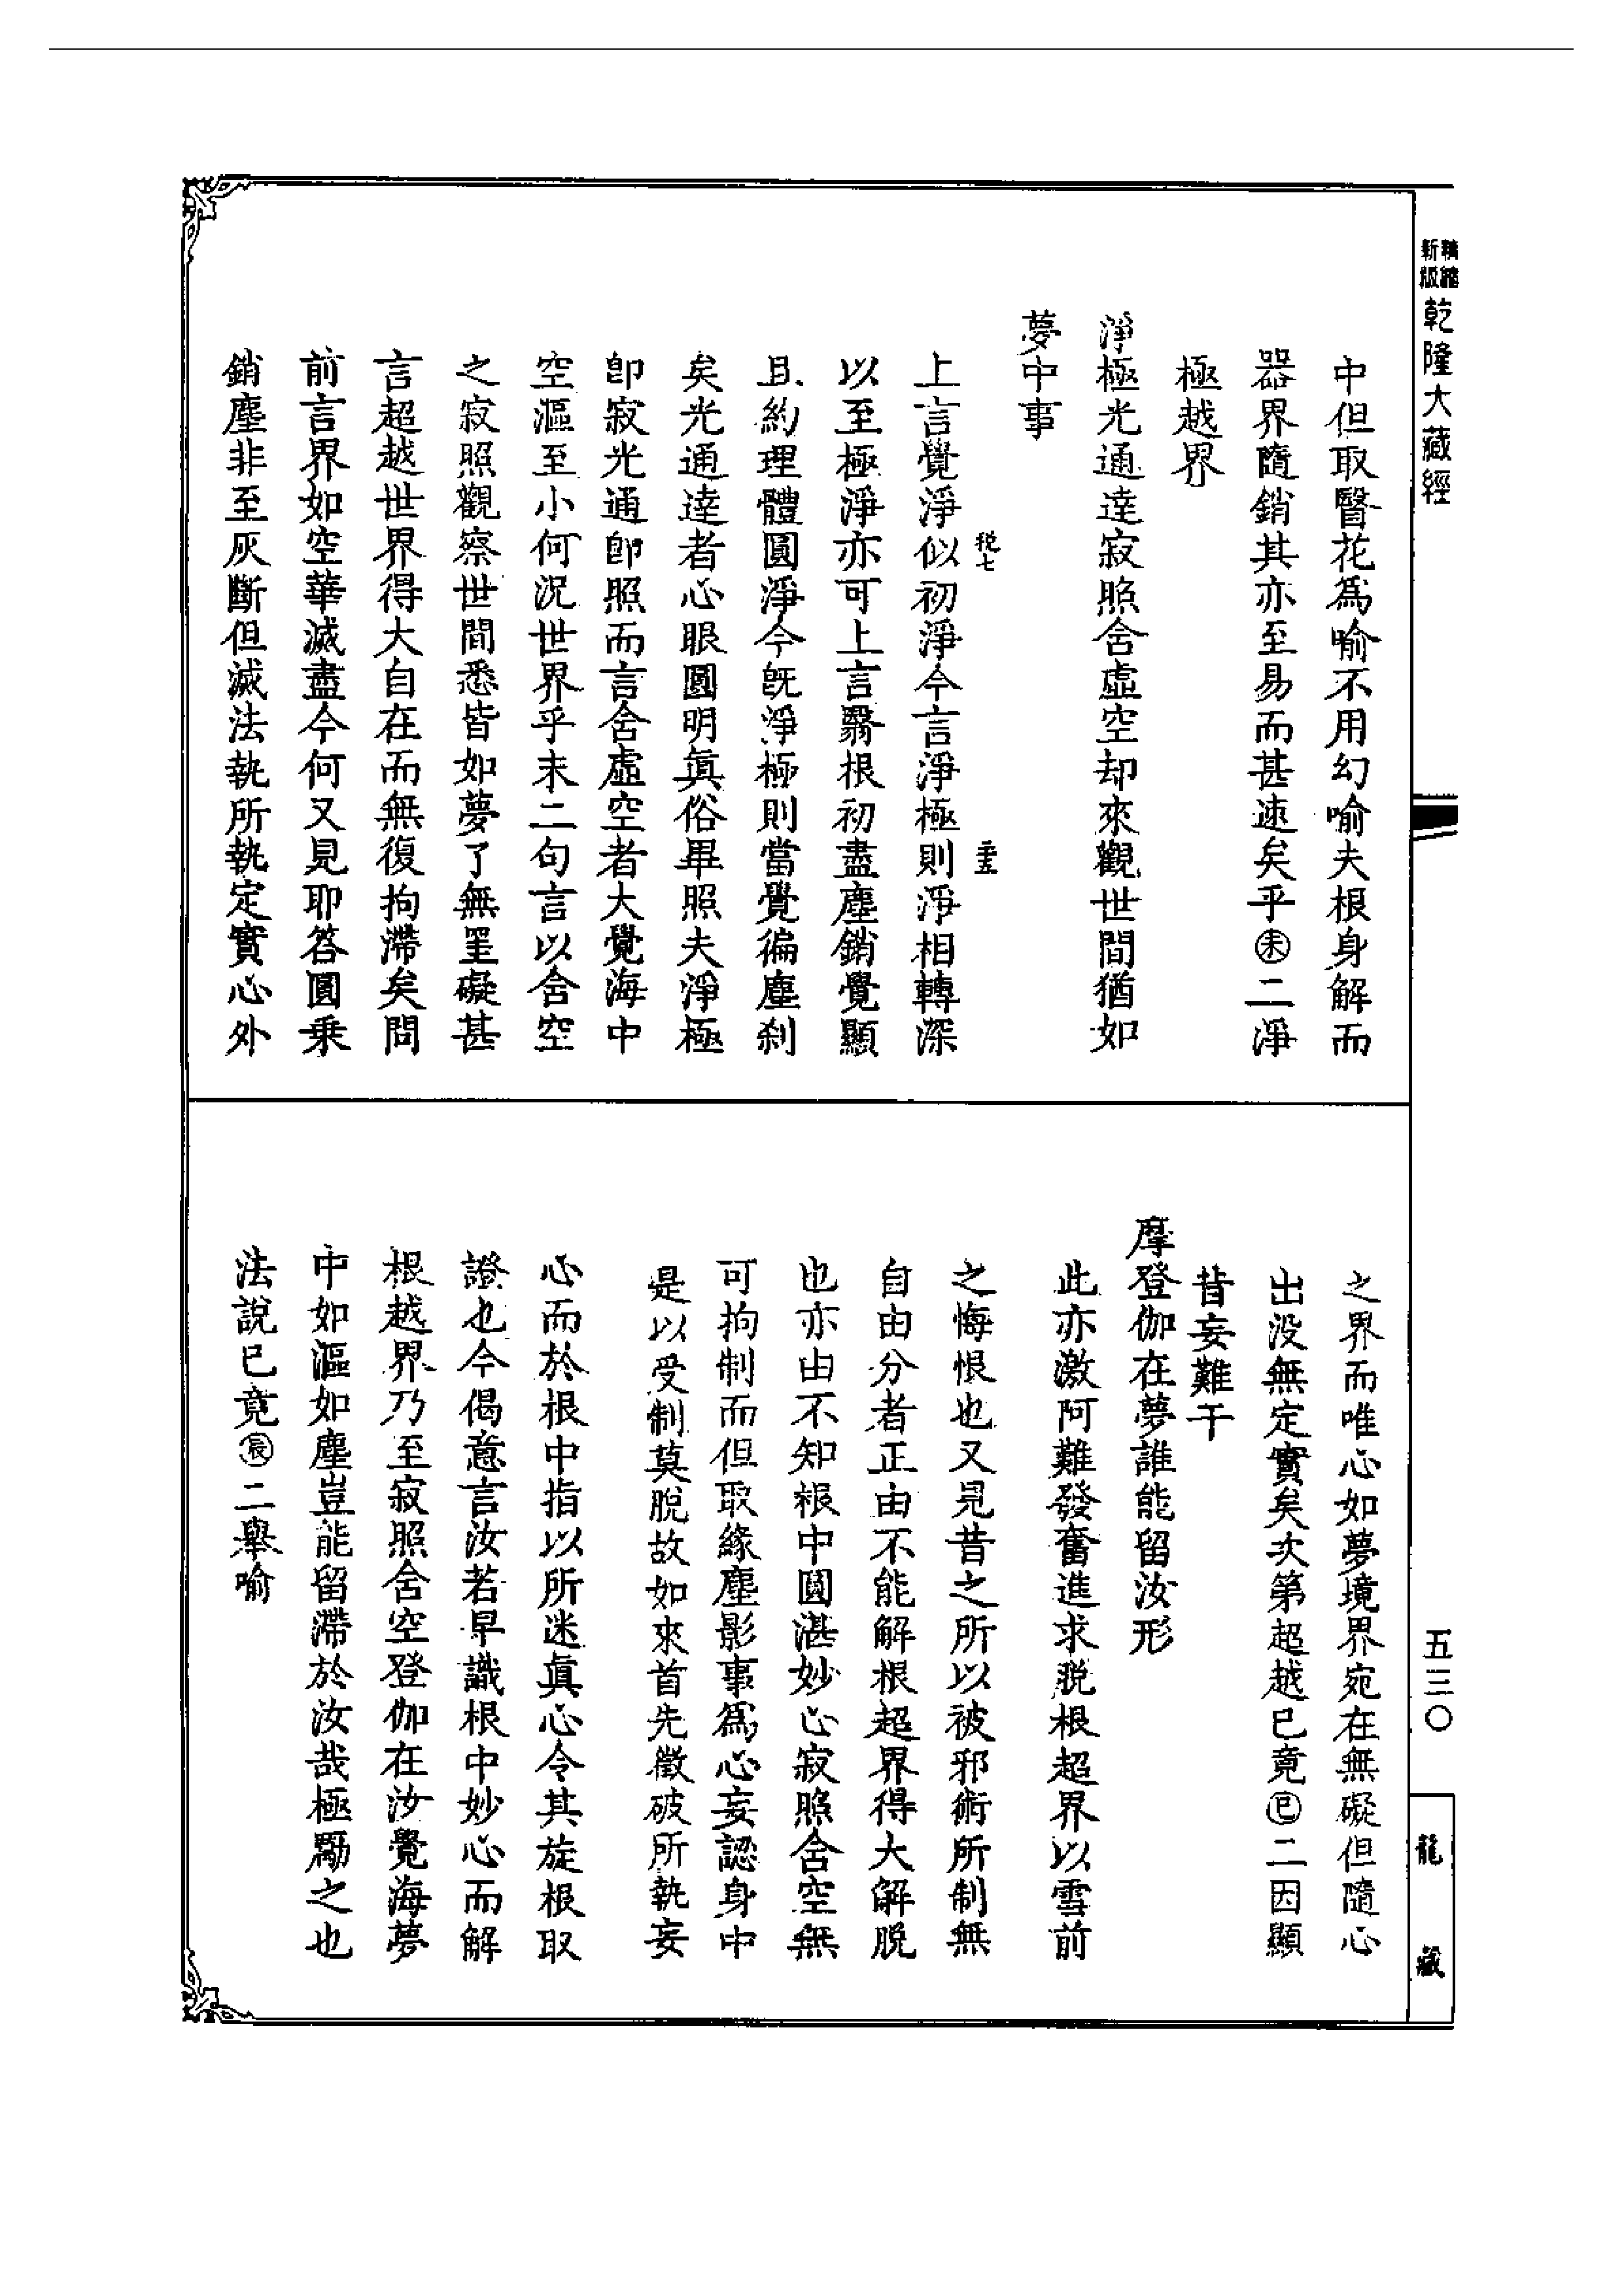 新版精縮乾隆大藏經
中但取翳花為喻不用幻喻夫根身解而
器界隨銷其亦至易而甚速矣乎㊍二淨
極越界
淨極光通達寂照含虛空却來觀世間猶如
夢中事
上言覺淨似初淨今言淨極則淨相轉深
以至極淨亦可上言翳根初盡塵銷覺顯
且約理體圓淨今旣淨極則當覺徧塵刹
矣光通達者心眼圓明眞俗畢照夫淨極
卽寂光通卽照而言含虛空者大覺海中
空漚至小何況世界乎末二句言以含空
之寂照觀察世間悉皆如夢了無罣礙甚
言超越世界得大自在而無復拘滯矣問
前言界如空華滅盡今何又見耶答圓乘
銷塵非至灰斷但滅法執所執定實心外
之界而唯心如夢境界宛在無礙但隨心
出没無定實矣次第超越已竟㊁二因顯
昔妄難干
摩登伽在夢誰能留汝形
此亦激阿難發奮進求脫根超界以雪前
之悔恨也又見昔之所以被邪術所制無
自由分者正由不能解根超界得大解脫
也亦由不知根中圓湛妙心寂照含空無
可拘制而但取緣塵影事爲心妄認身中
是以受制莫脫故如來首先徵破所執妄
心而於根中指以所迷眞心令其旋根取
證也今偈意言汝若早識根中妙心而解
根越界乃至寂照含空登伽在汝覺海夢
中如漚如塵豈能留滯於汝哉極勵之也
法說已竟辰二舉喻
五三〇
龍藏